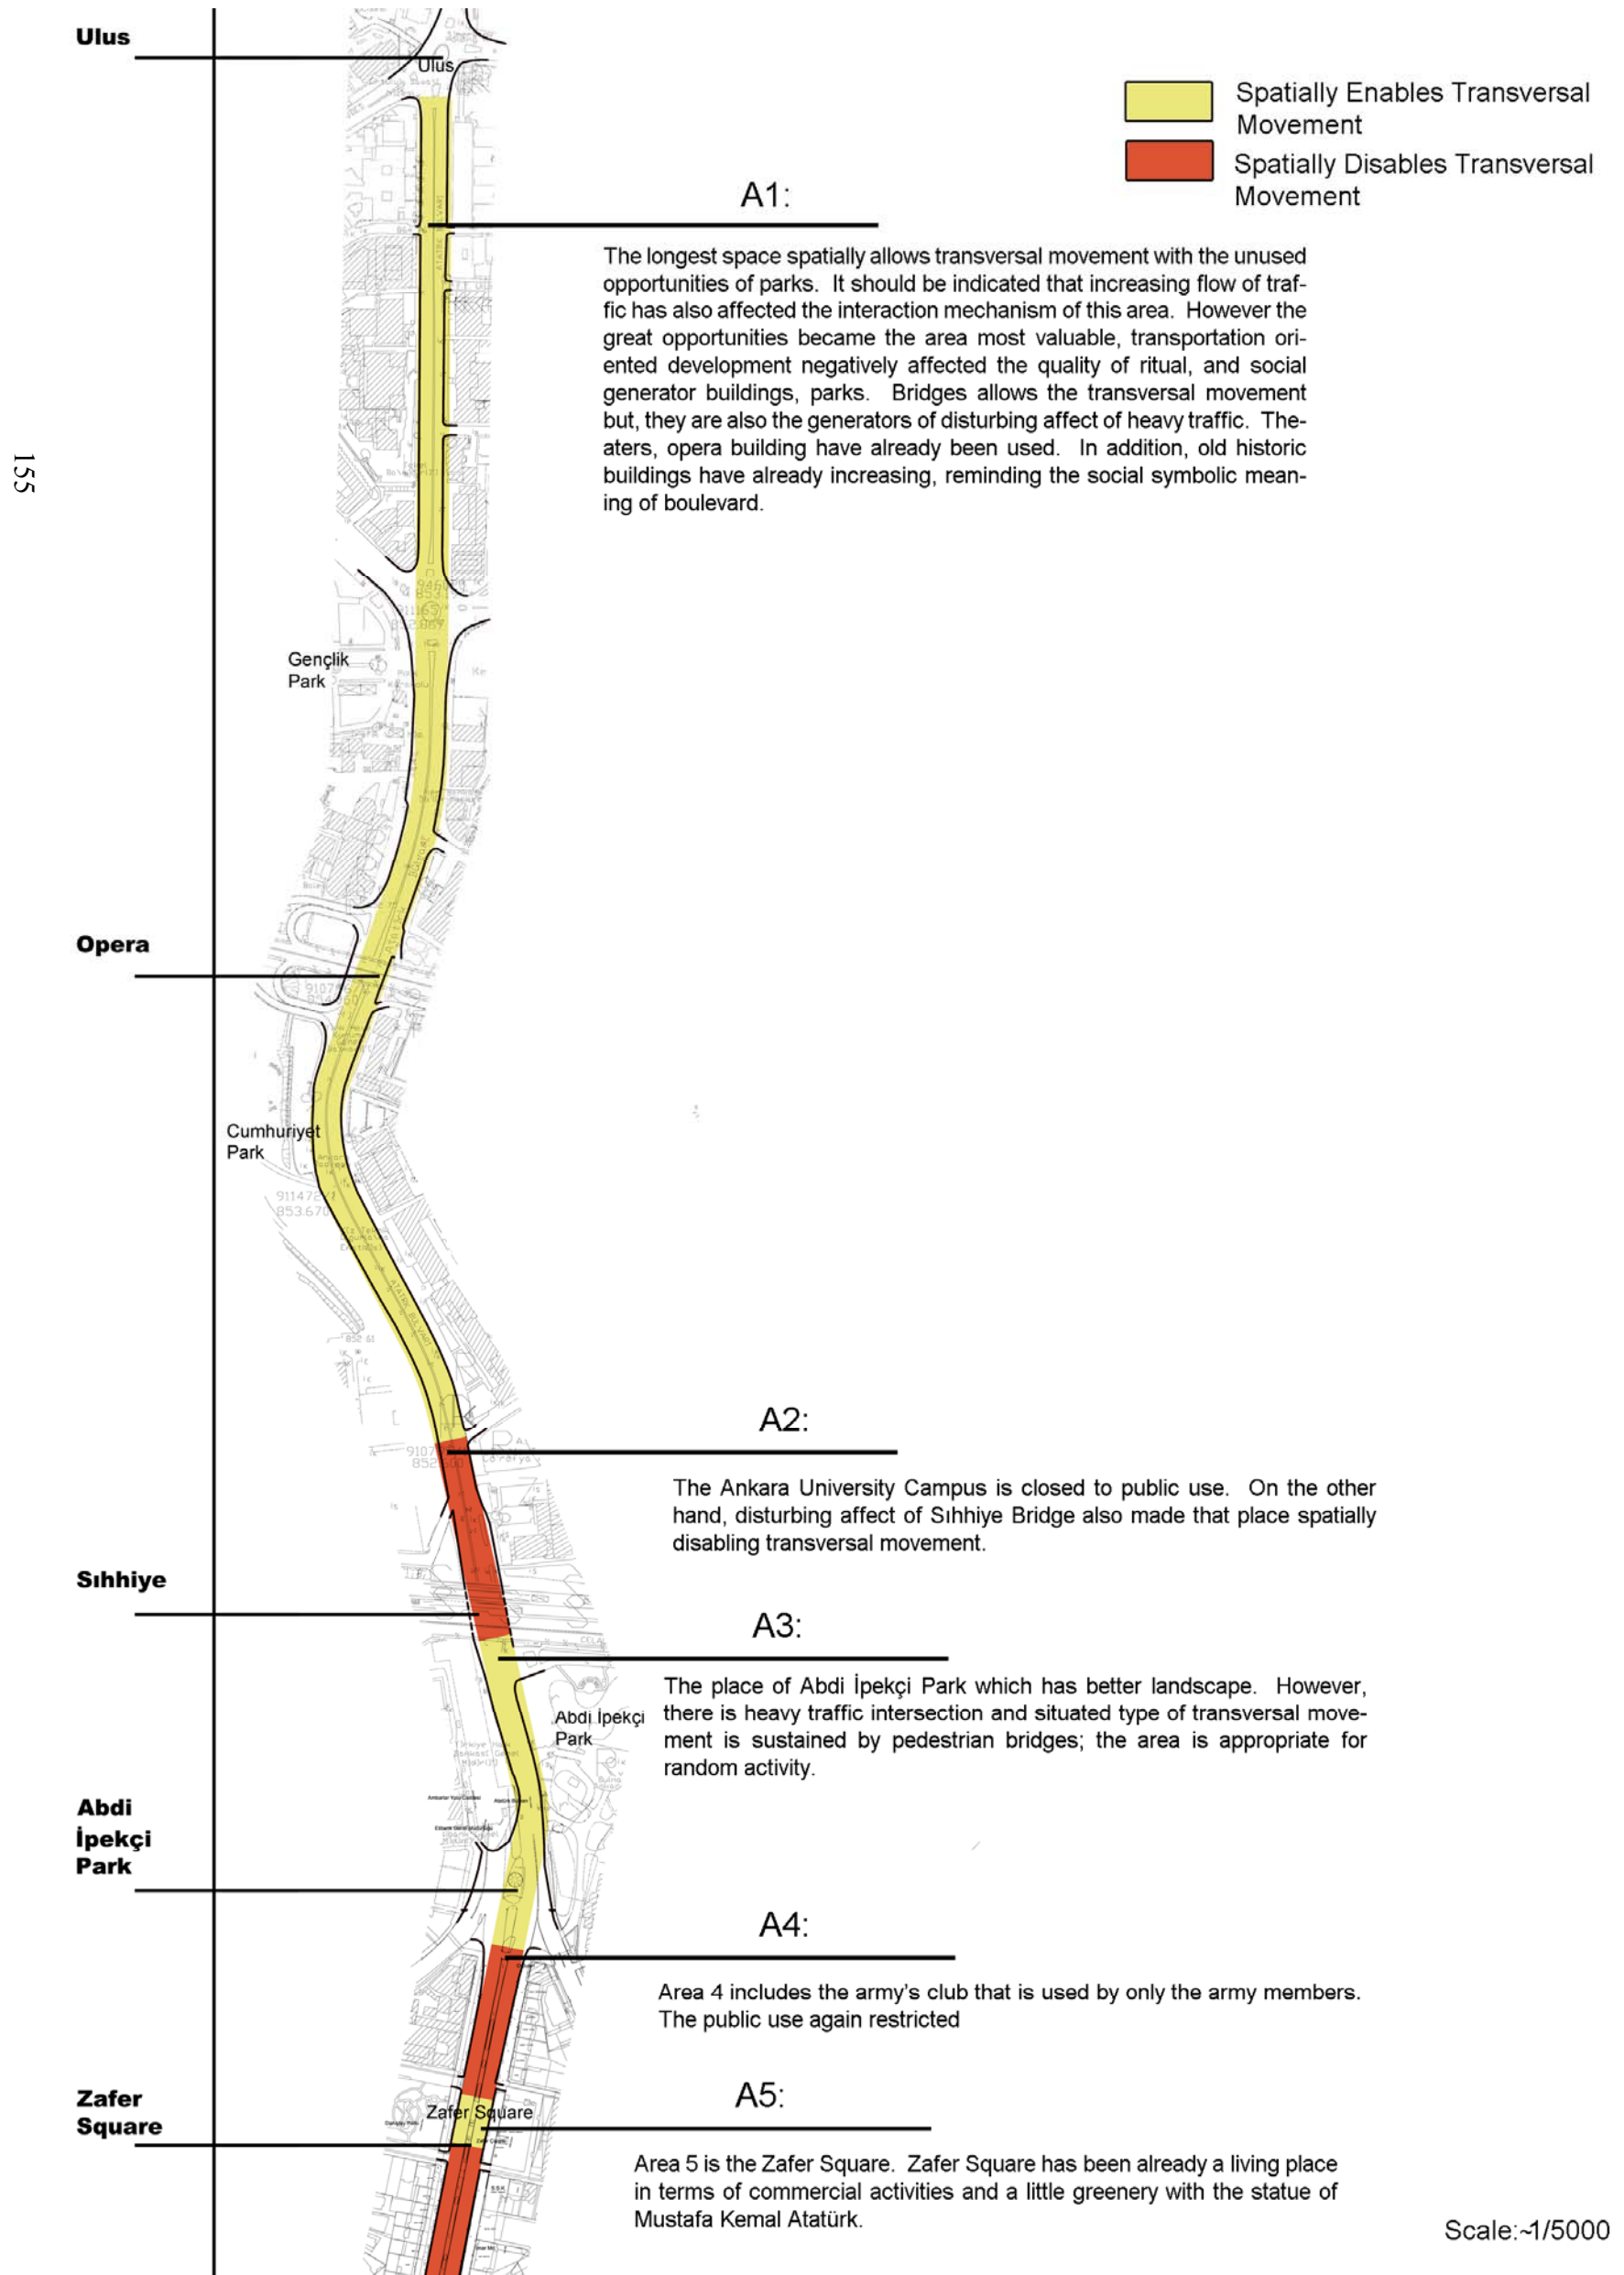 Ulus
Ulus
Spatially Enables Transversal
Movement
Spatially Disables Transversal
Movement
A1:
The longest space spatially allows transversal movement with the unused
opportunities of parks. It should be indicated that increasing flow of traf-
fic has also affected the interaction mechanism of this area. However the
great opportunities became the area most valuable, transportation ori-
ented development negatively affected the quality of ritual, and social
generator buildings, parks. Bridges allows the transversal movement
but, they are also the generators of disturbing affect of heavy traffic. The-
aters, opera building have already been used. In addition, old historic
buildings have already increasing, reminding the social symbolic mean-
ing of boulevard.
155
Gençlik
Park
Opera
Cumhuriyet
Park
911472
853.670
ATATRK BULVARI
852 61
A2:
The Ankara University Campus is closed to public use. On the other
hand, disturbing affect of Sıhhiye Bridge also made that place spatially
disabling transversal movement.
Sıhhiye
A3:
The place of Abdi İpekçi Park which has better landscape. However,
there is heavy traffic intersection and situated type of transversal move-
ment is sustained by pedestrian bridges; the area is appropriate for
random activity.
Abdi İpekçi
Park
Abdi
İpekçi
Park
A4:
Area 4 includes the army's club that is used by only the army members.
The public use again restricted
Zafer
Square
Zafer Square
A5:
Area 5 is the Zafer Square. Zafer Square has been already a living place
in terms of commercial activities and a little greenery with the statue of
Mustafa Kemal Atatürk.
Scale:~1/5000